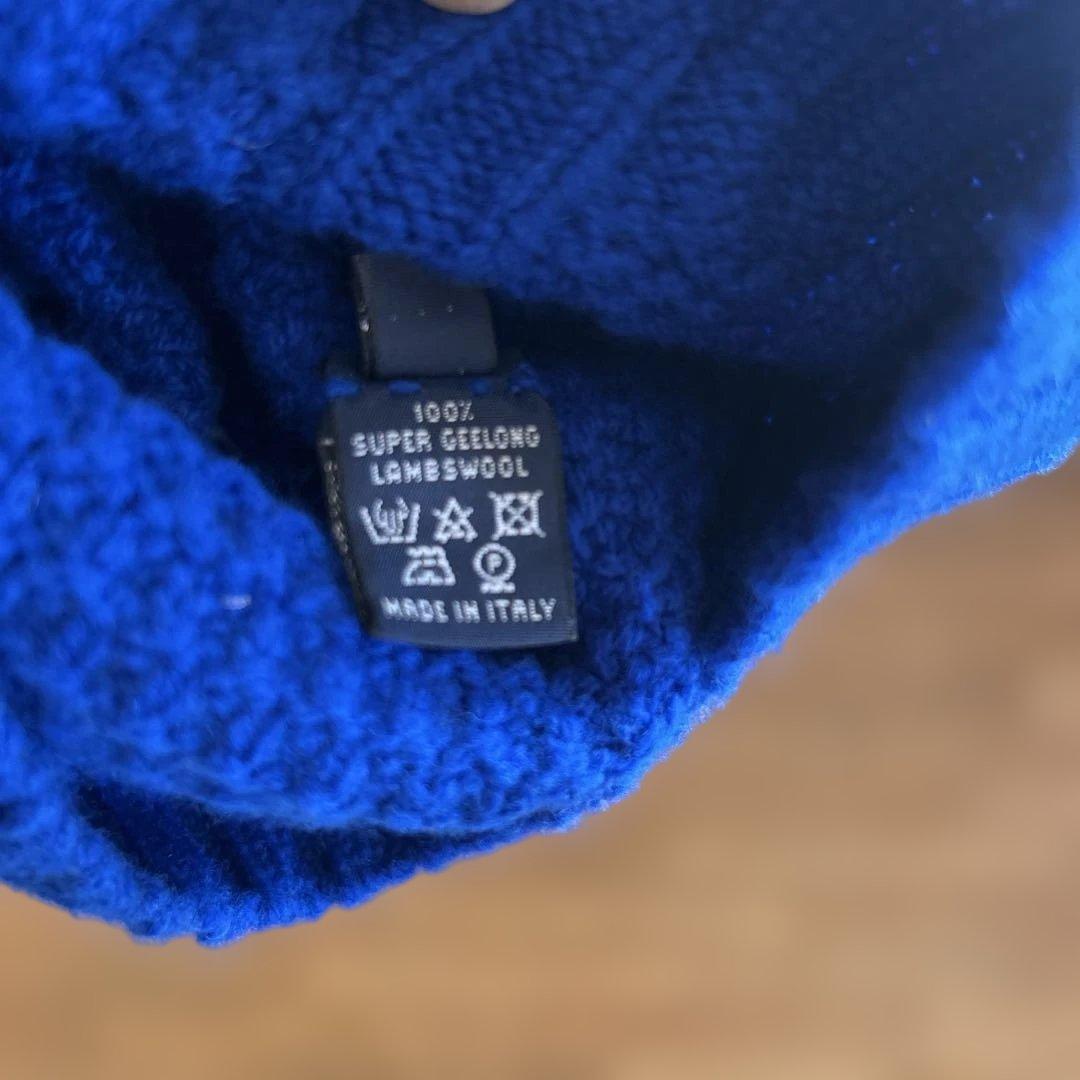 100%
SUPER GEELONG
LAMBSWOOL
P
MADE IN ITALY